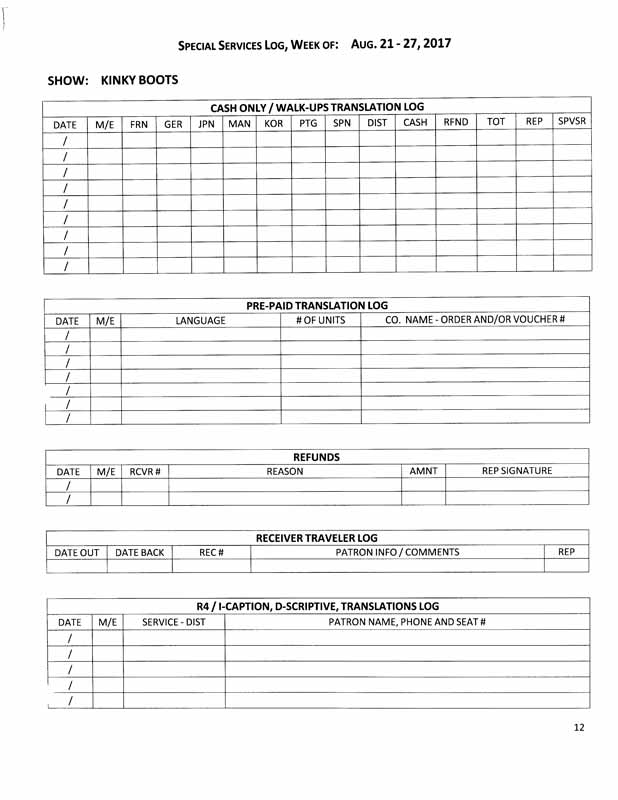 SPECIAL SERVICES LOG, WEEK OF: AUG. 21 - 27, 2017
SHOW: KINKY BOOTS
CASH ONLY / WALK-UPS TRANSLATION LOG
DATE M/E FRN GER JPN MAN KOR PTG SPN DIST CASH RFND TOT REP SPVSR
/
/
/
/
/
/
/
/
/
PRE-PAID TRANSLATION LOG
DATE M/E LANGUAGE # OF UNITS CO. NAME - ORDER AND/OR VOUCHER #
/
/
/
/
/
/
/
REFUNDS
DATE M/E RCVR # REASON AMNT REP SIGNATURE
/
/
RECEIVER TRAVELER LOG
DATE OUT DATE BACK REC # PATRON INFO / COMMENTS REP
R4 / I-CAPTION, D-SCRIPTIVE, TRANSLATIONS LOG
DATE M/E SERVICE - DIST PATRON NAME, PHONE AND SEAT #
/
/
/
/
/
12